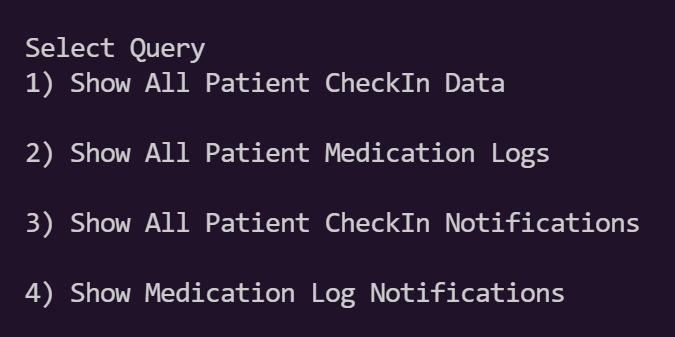 Select Query
1) Show All Patient CheckIn Data
2) Show All Patient Medication Logs
3) Show All Patient CheckIn Notifications
4) Show Medication Log Notifications